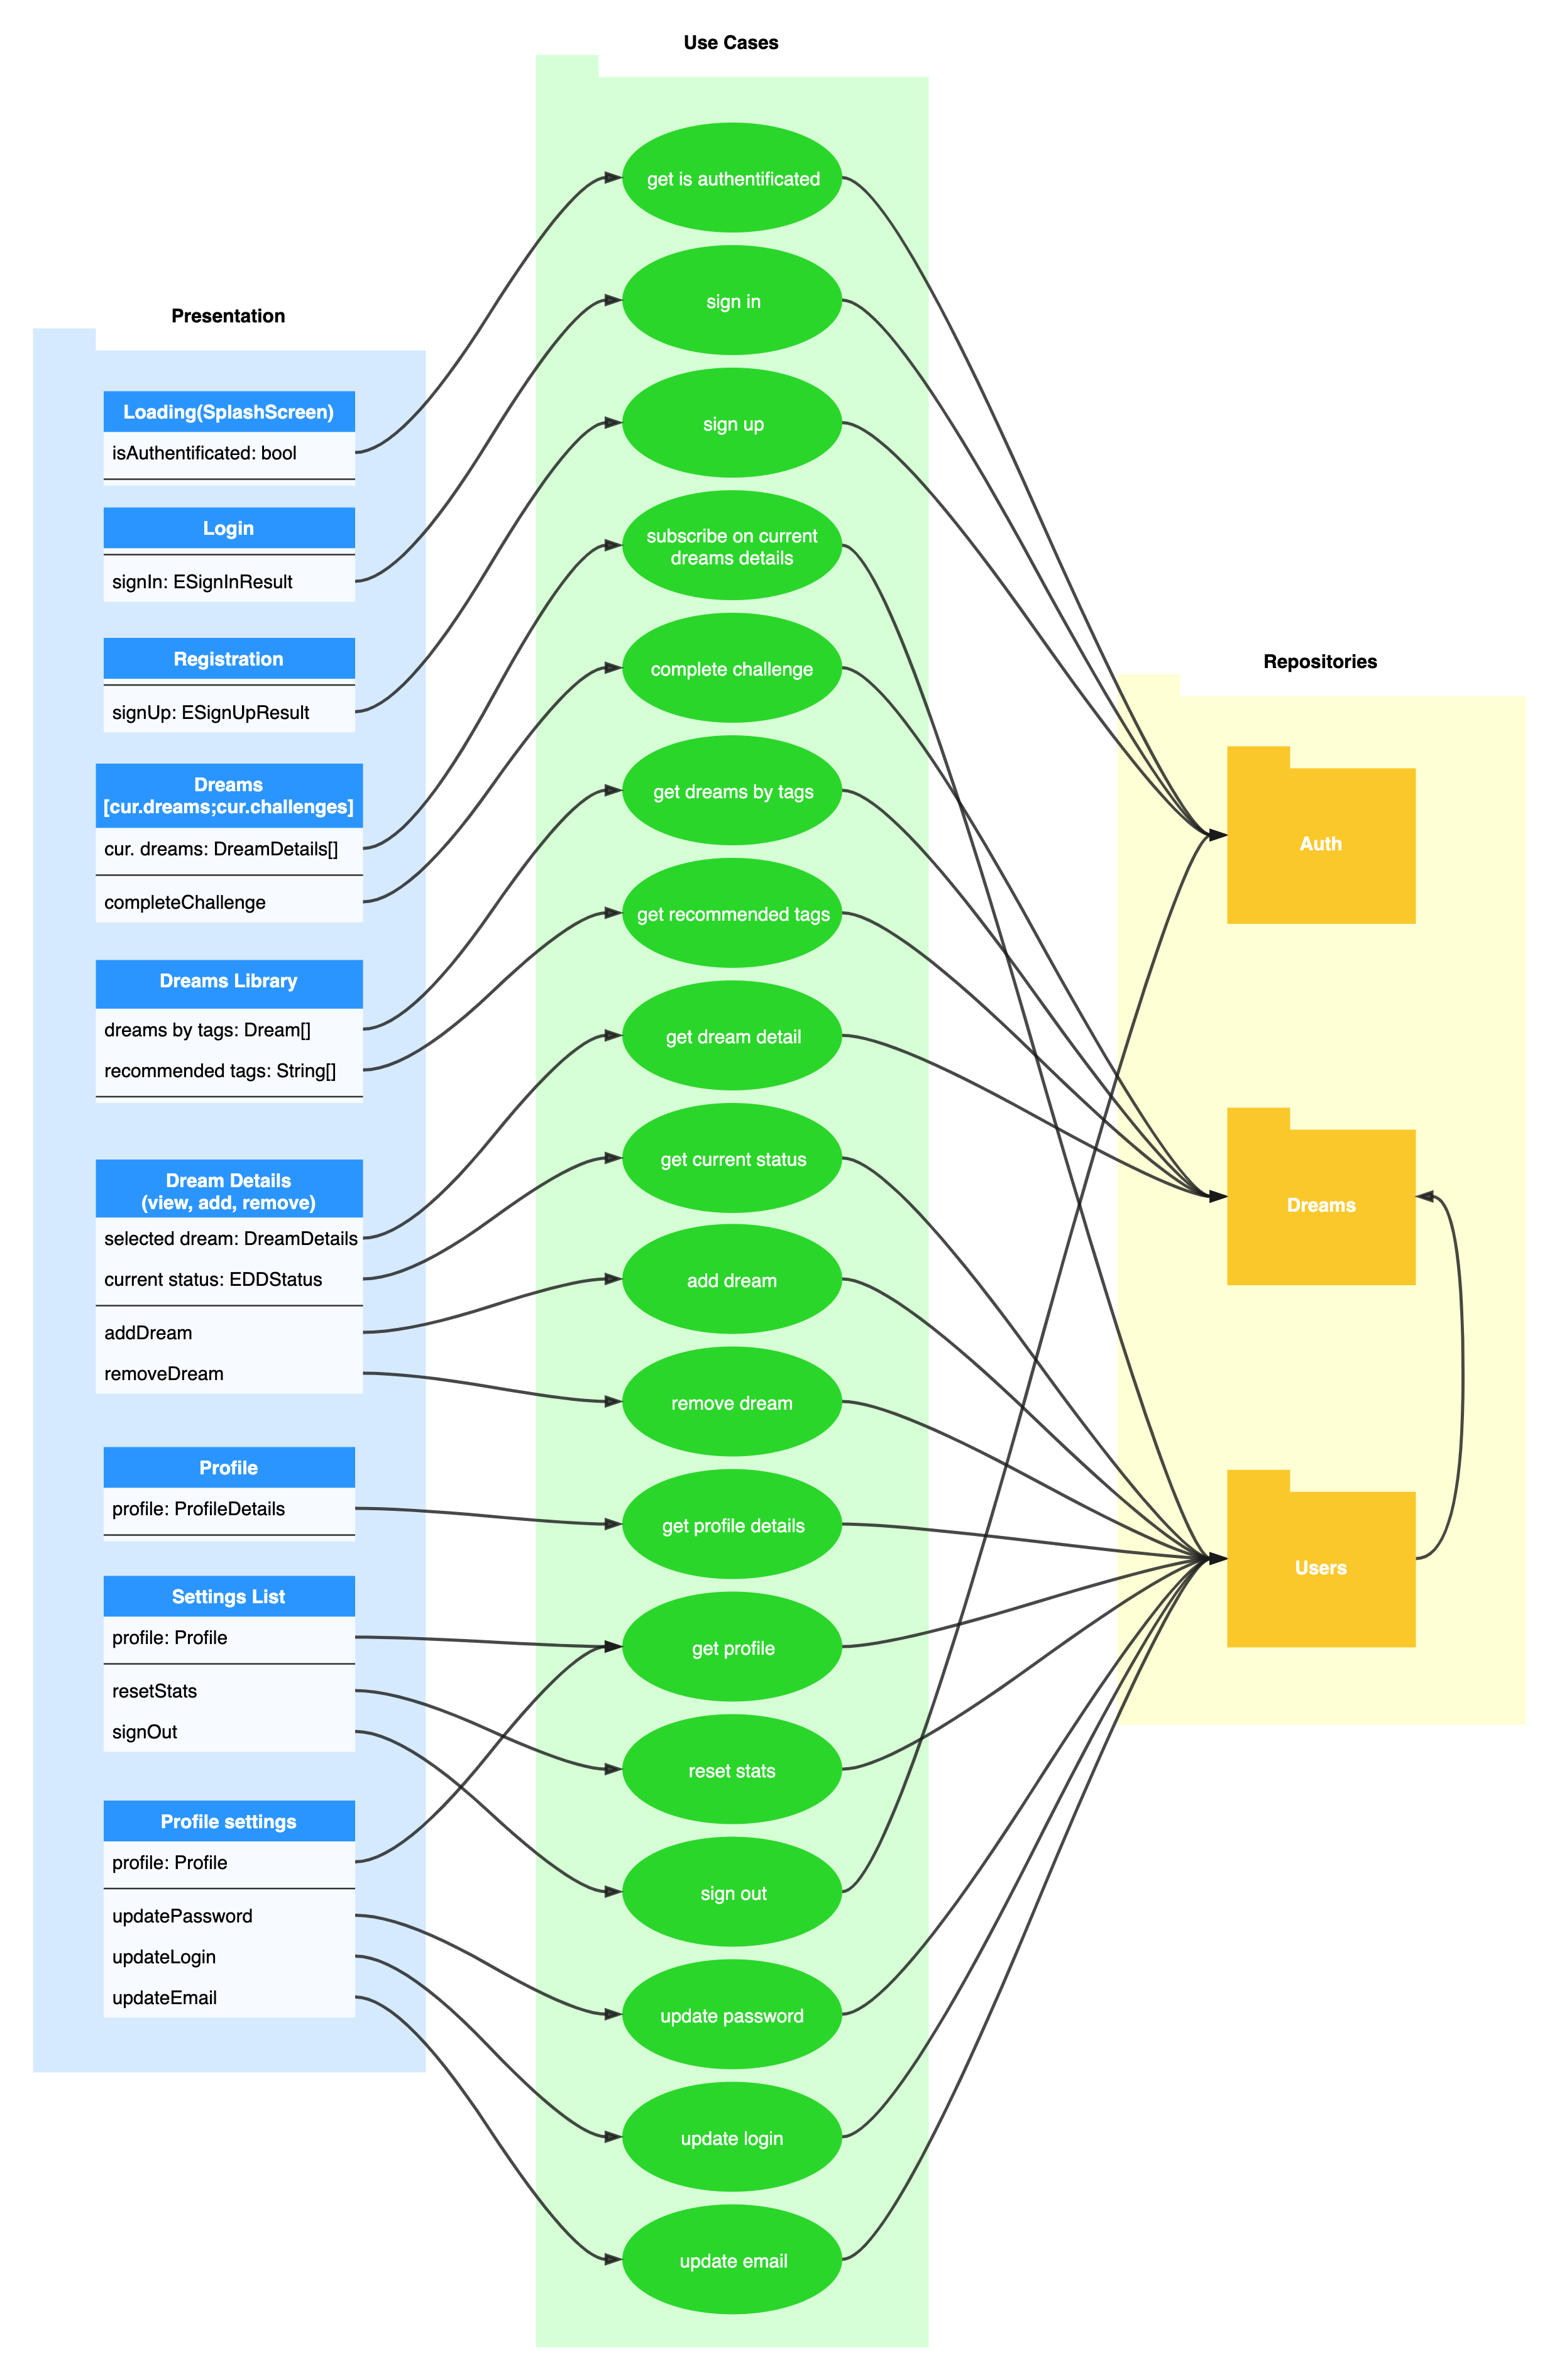 Use Cases
get is authentificated
sign in
sign up
subscribe on current
dreams details
complete challenge
get dreams by tags
get recommended tags
get dream detail
get current status
add dream
remove dream
get profile details
get profile
reset stats
sign out
update password
update login
update email
Presentation
Loading(SplashScreen)
isAuthentificated: bool
Login
signIn: ESignInResult
Registration
signUp: ESignUpResult
Dreams
[cur.dreams;cur.challenges]
cur. dreams: DreamDetails[]
completeChallenge
Dreams Library
dreams by tags: Dream[]
recommended tags: String[]
Dream Details
(view, add, remove)
selected dream: DreamDetails
current status: EDDStatus
addDream
removeDream
Profile
profile: ProfileDetails
Settings List
profile: Profile
resetStats
signOut
Profile settings
profile: Profile
updatePassword
updateLogin
updateEmail
Repositories
Auth
Dreams
Users